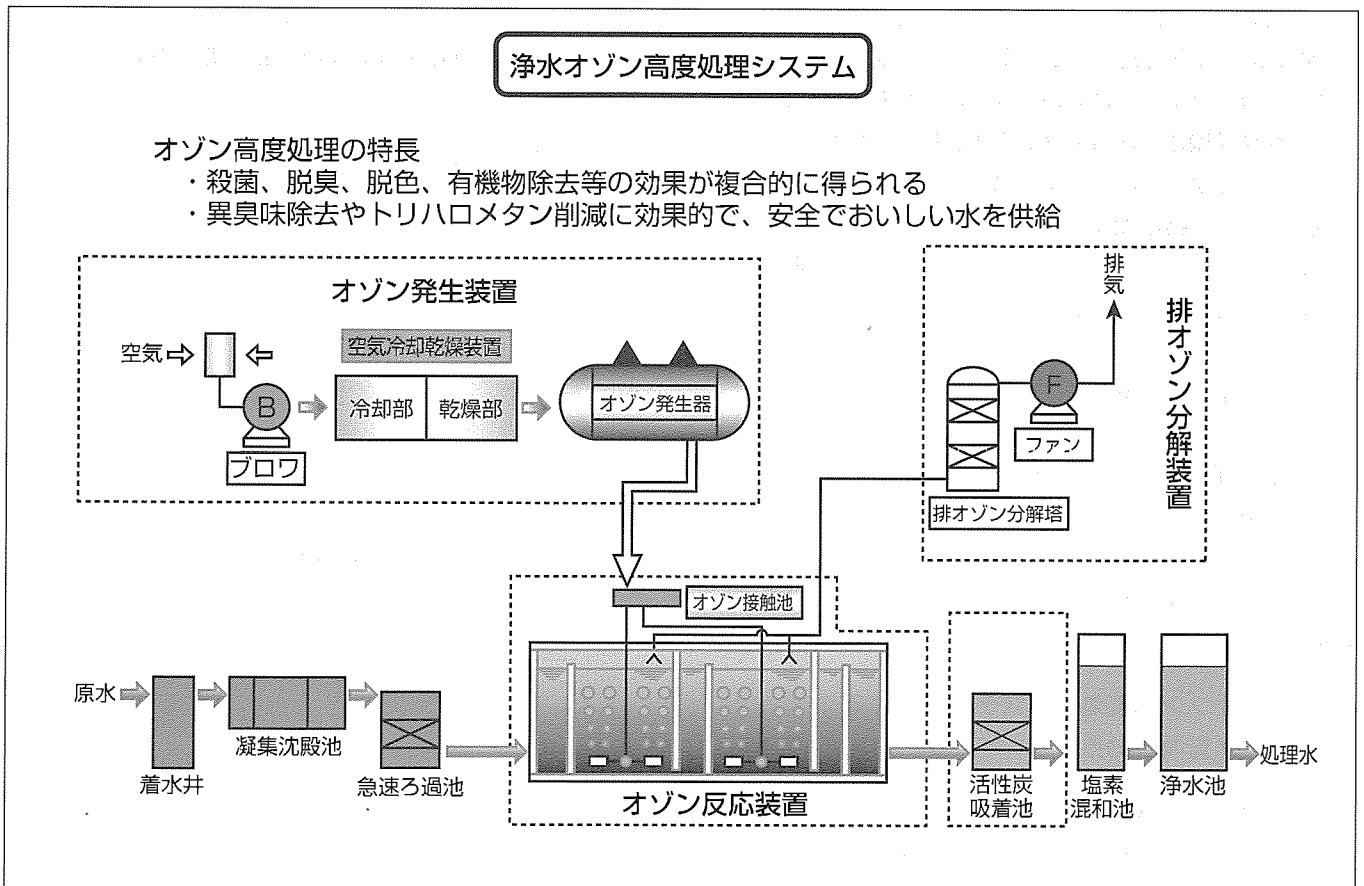 浄水オゾン高度処理システム
オゾン高度処理の特長
・殺菌、脱臭、脱色、有機物除去等の効果が複合的に得られる
・異臭味除去やトリハロメタン削減に効果的で、安全でおいしい水を供給
オゾン発生装置
空気
空気冷却乾燥装置
B
冷却部
乾燥部
オゾン発生器
ブロワ
排気
排オゾン分解装置
F
ファン
排オゾン分解塔
オゾン接触池
原水
着水井
凝集沈殿池
急速ろ過池
オゾン反応装置
活性炭
吸着池
塩素
混和池
浄水池
処理水